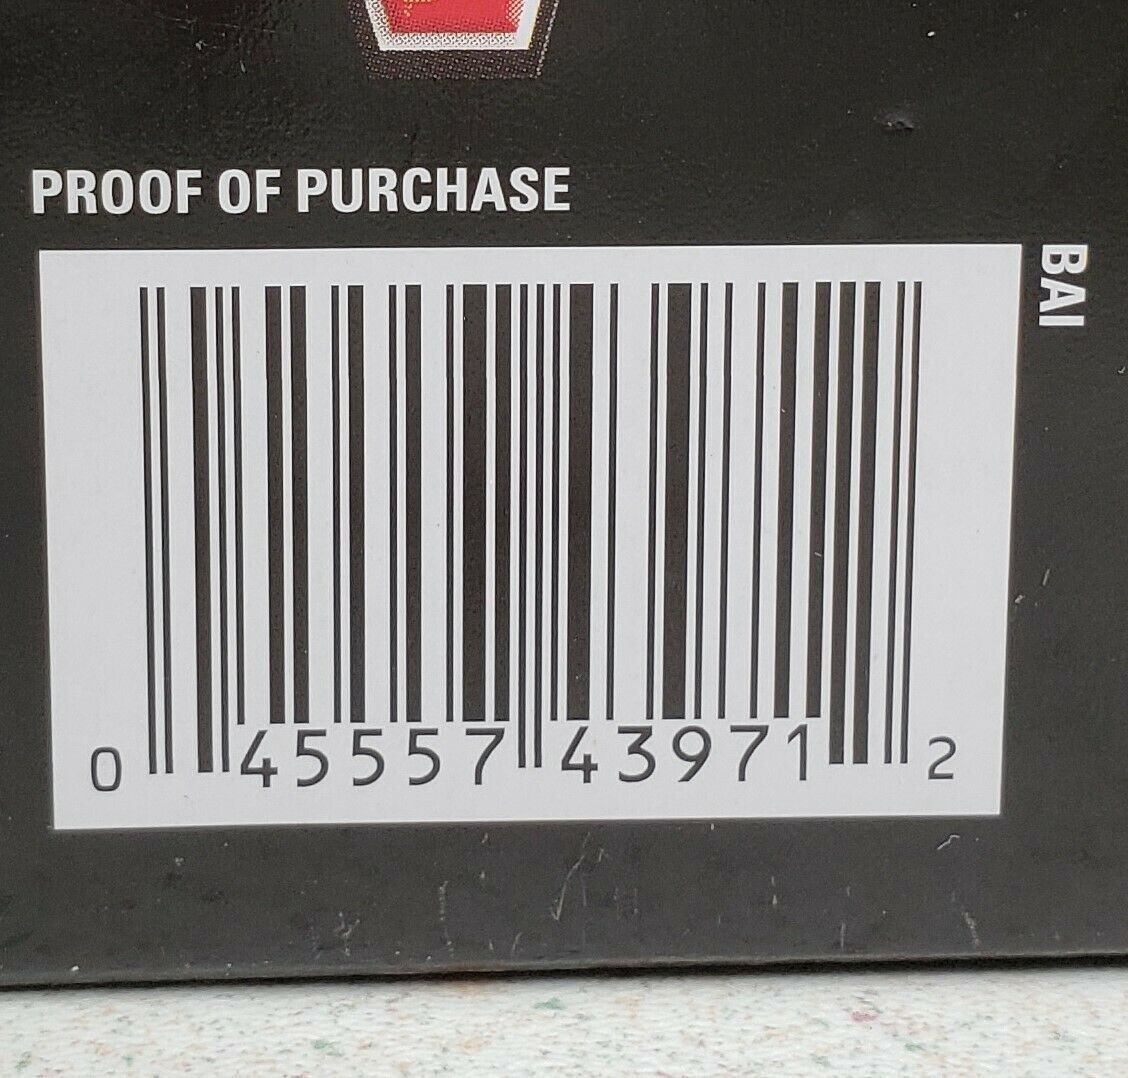 PROOF OF PURCHASE
BAI
0 45557 43971 2